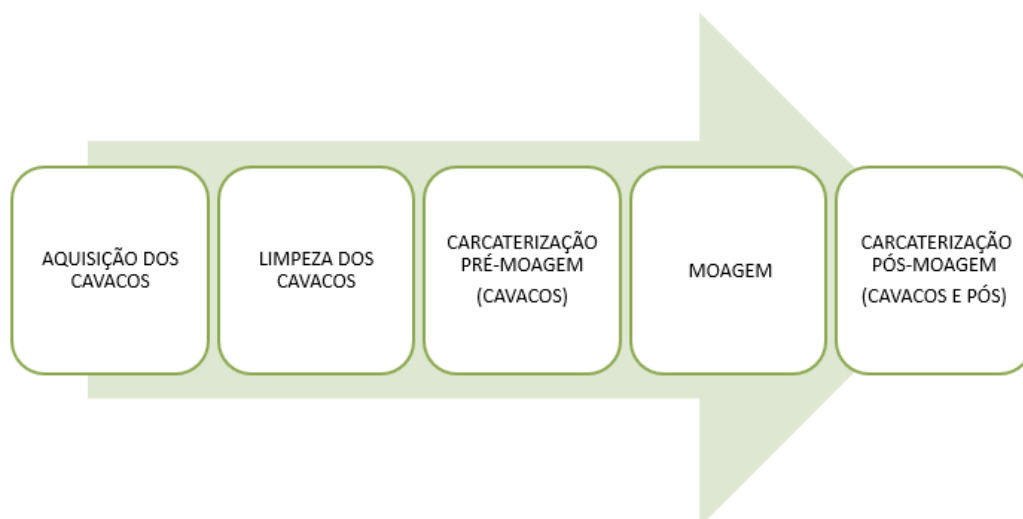 AQUISIÇÃO DOS
CAVACOS
LIMPEZA DOS
CAVACOS
CARCATERIZAÇÃO
PRÉ-MOAGEM
(CAVACOS)
MOAGEM
CARCATERIZAÇÃO
PÓS-MOAGEM
(CAVACOS E PÓS)